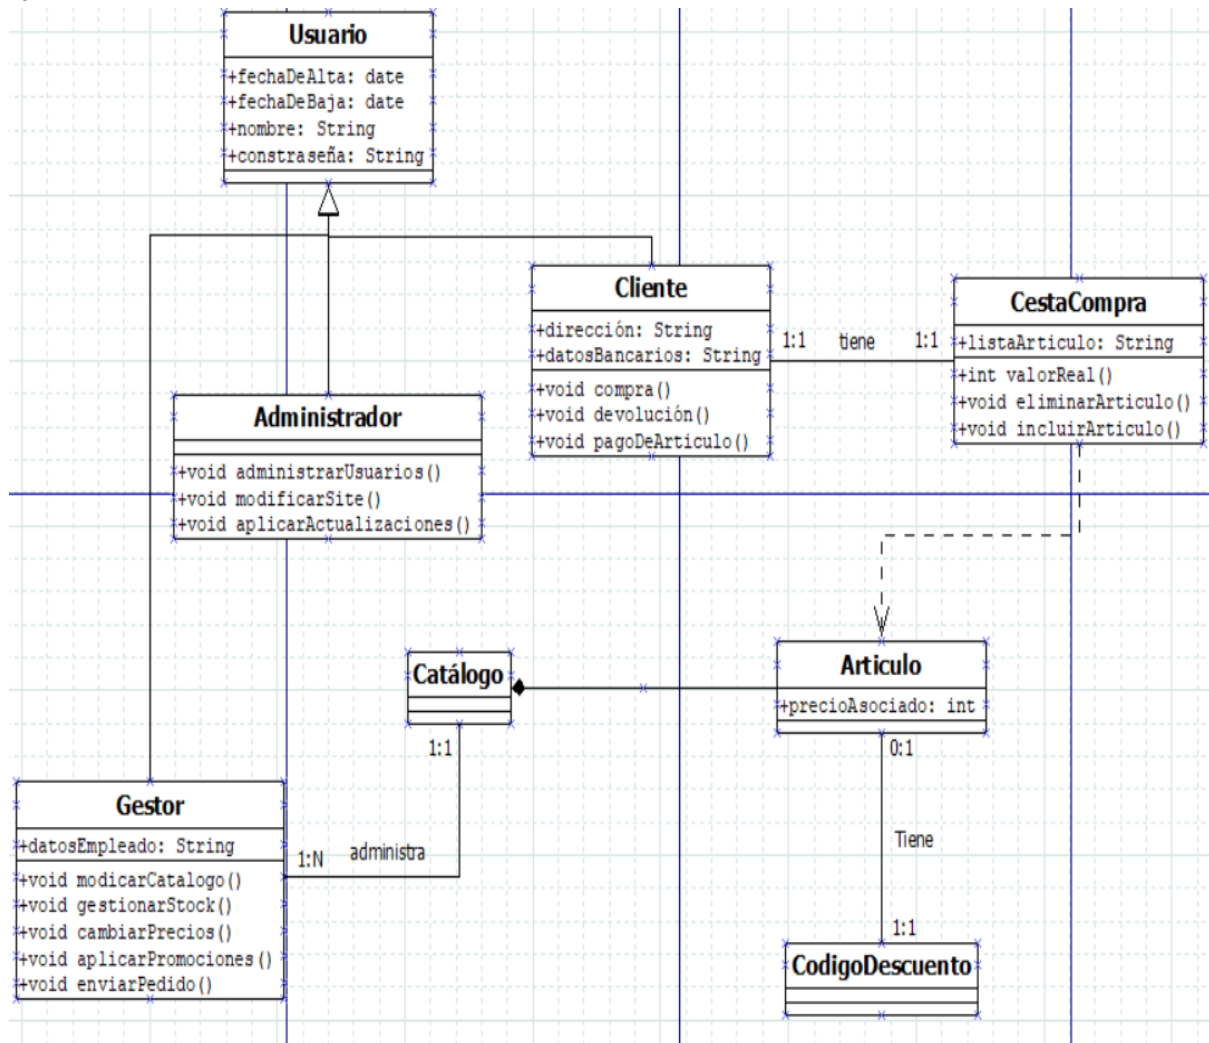 Usuario
+fechaDeAlta: date
+fechaDeBaja: date
+nombre: String
+constraseña: String
Cliente
+dirección: String
+datosBancarios: String
+void compra()
+void devolución()
+void pagoDeArticulo()
1:1 tiene 1:1
CestaCompra
+listaArticulo: String
+int valorReal()
+void eliminarArticulo()
+void incluirArticulo()
Administrador
+void administrarUsuarios()
+void modificarSite()
+void aplicarActualizaciones()
Catálogo
1:1
Articulo
+precioAsociado: int
0:1
Gestor
+datosEmpleado: String
+void modicarCatalogo()
+void gestionarStock()
+void cambiarPrecios()
+void aplicarPromociones()
+void enviarPedido()
1:N administra
Tiene
1:1
CodigoDescuento